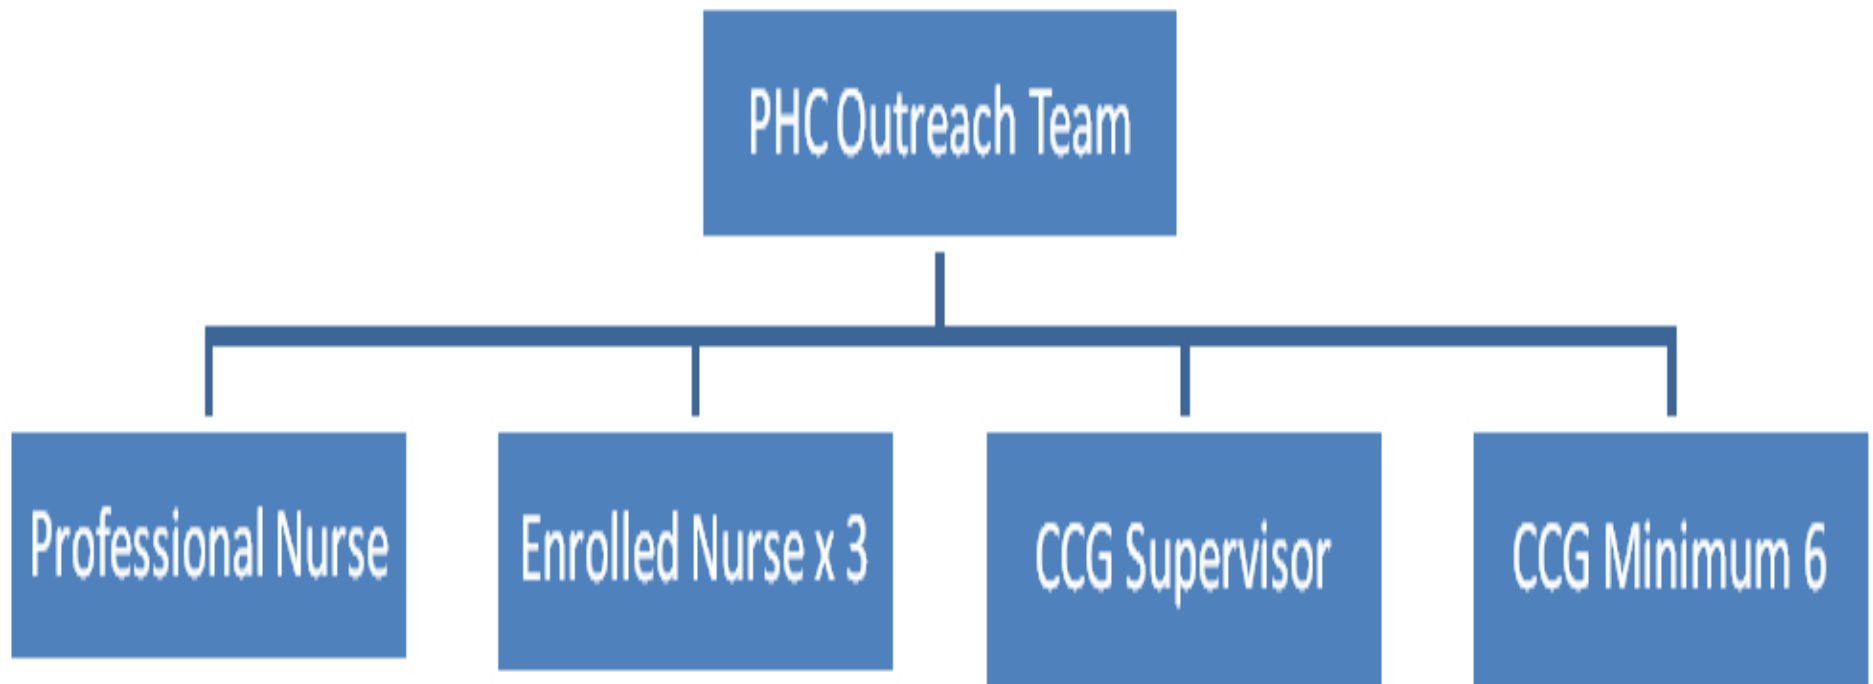 PHC Outreach Team
Professional Nurse
Enrolled Nurse x 3
CCG Supervisor
CCG Minimum 6